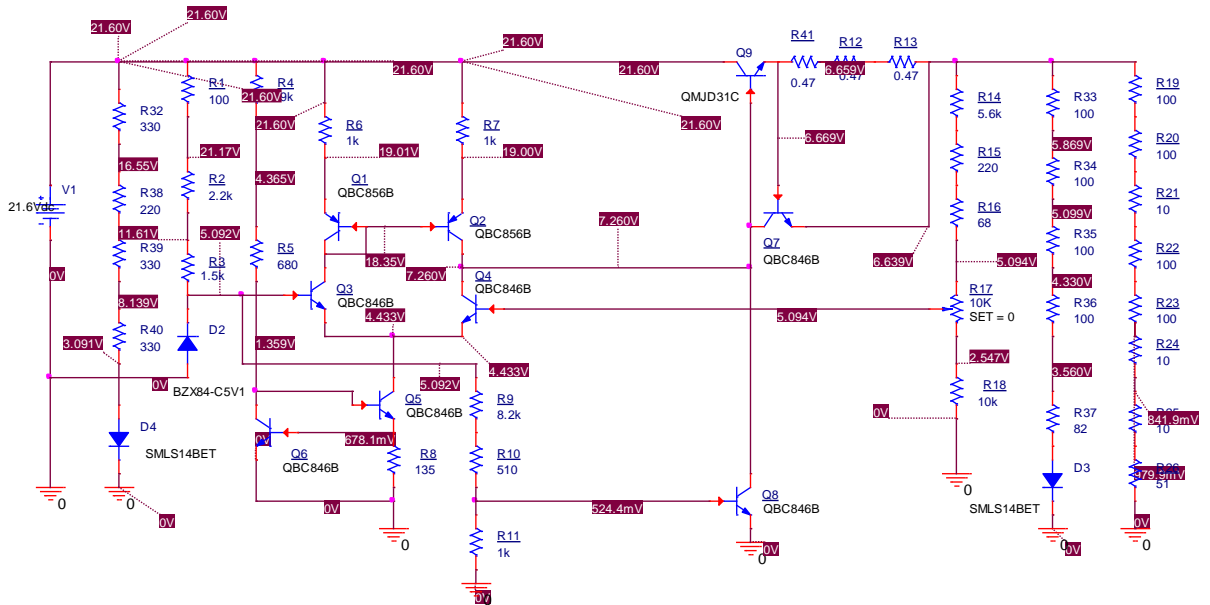 21.60V
21.60V
21.60V
21.60V
21.60V
21.60V
21.60V
21.60V
Q9
QMJD31C
R41
0.47
R12
0.47
6.659V
R13
0.47
R32
330
R1
100
R4
R6
1k
R7
1k
R14
5.6k
R33
100
R19
100
16.55V
21.17V
19.01V
19.00V
6.669V
5.869V
R20
100
V1
21.6Vdc
R38
220
R2
2.2k
4.365V
Q1
QBC856B
Q2
QBC856B
R15
220
R34
100
R21
10
11.61V
5.092V
7.260V
Q7
QBC846B
R16
68
5.099V
R39
330
R3
1.5k
R5
680
18.35V
7.260V
6.639V
5.094V
R35
100
R22
100
0V
8.139V
Q3
QBC846B
Q4
QBC846B
4.330V
R17
10K
SET = 0
R36
100
R23
100
R40
330
D2
4.433V
5.094V
3.091V
1.359V
4.433V
2.547V
3.560V
R24
10
0V
BZX84-C5V1
5.092V
Q5
QBC846B
R9
8.2k
R18
10k
0V
R37
82
841.9mV
10
D4
SMLS14BET
0V
Q6
QBC846B
678.1mV
R8
135
R10
510
D3
SMLS14BET
51
0V
0V
0
524.4mV
Q8
QBC846B
0
0V
0
0V
0
R11
1k
0V
0
0V
0
0V